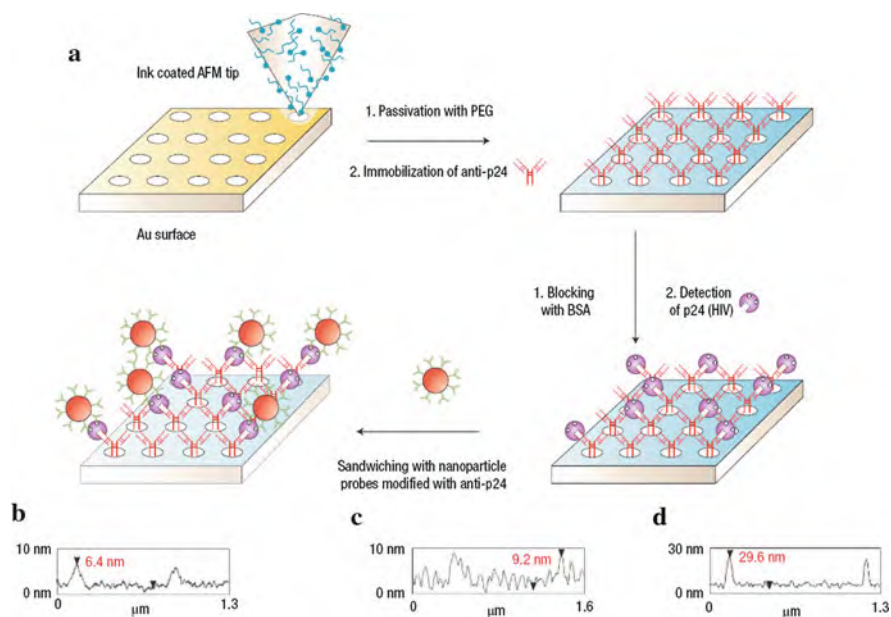 a
Ink coated AFM tip
1. Passivation with PEG
2. Immobilization of anti-p24
Au surface
1. Blocking
with BSA
2. Detection
of p24 (HIV)
Sandwiching with nanoparticle
probes modified with anti-p24
b
10 nm
6.4 nm
0 nm
0
µm
1.3
c
10 nm
9.2 nm
0 nm
0
µm
1.6
d
30 nm
29.6 nm
0 nm
0
µm
1.3